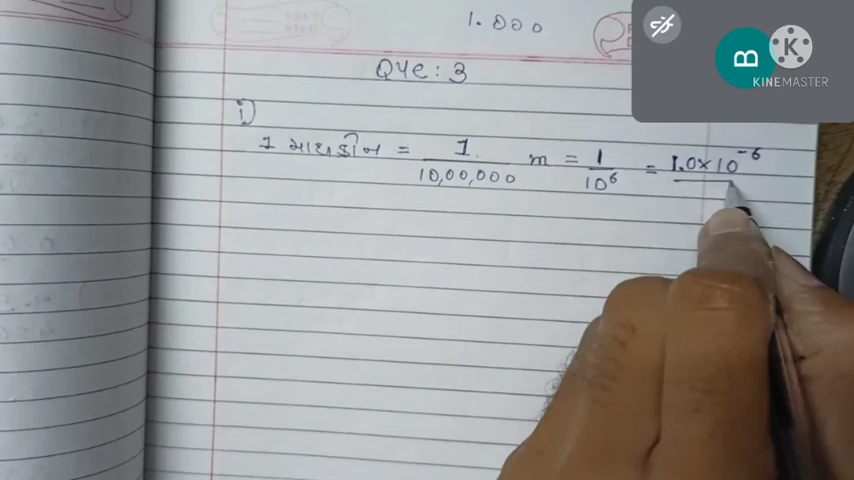 1.000
B K
KINEMASTER
Que: 3
i)
1 માઇક્રોન = 1/10,00,000 m = 1/10⁶ = 1.0×10⁻⁶